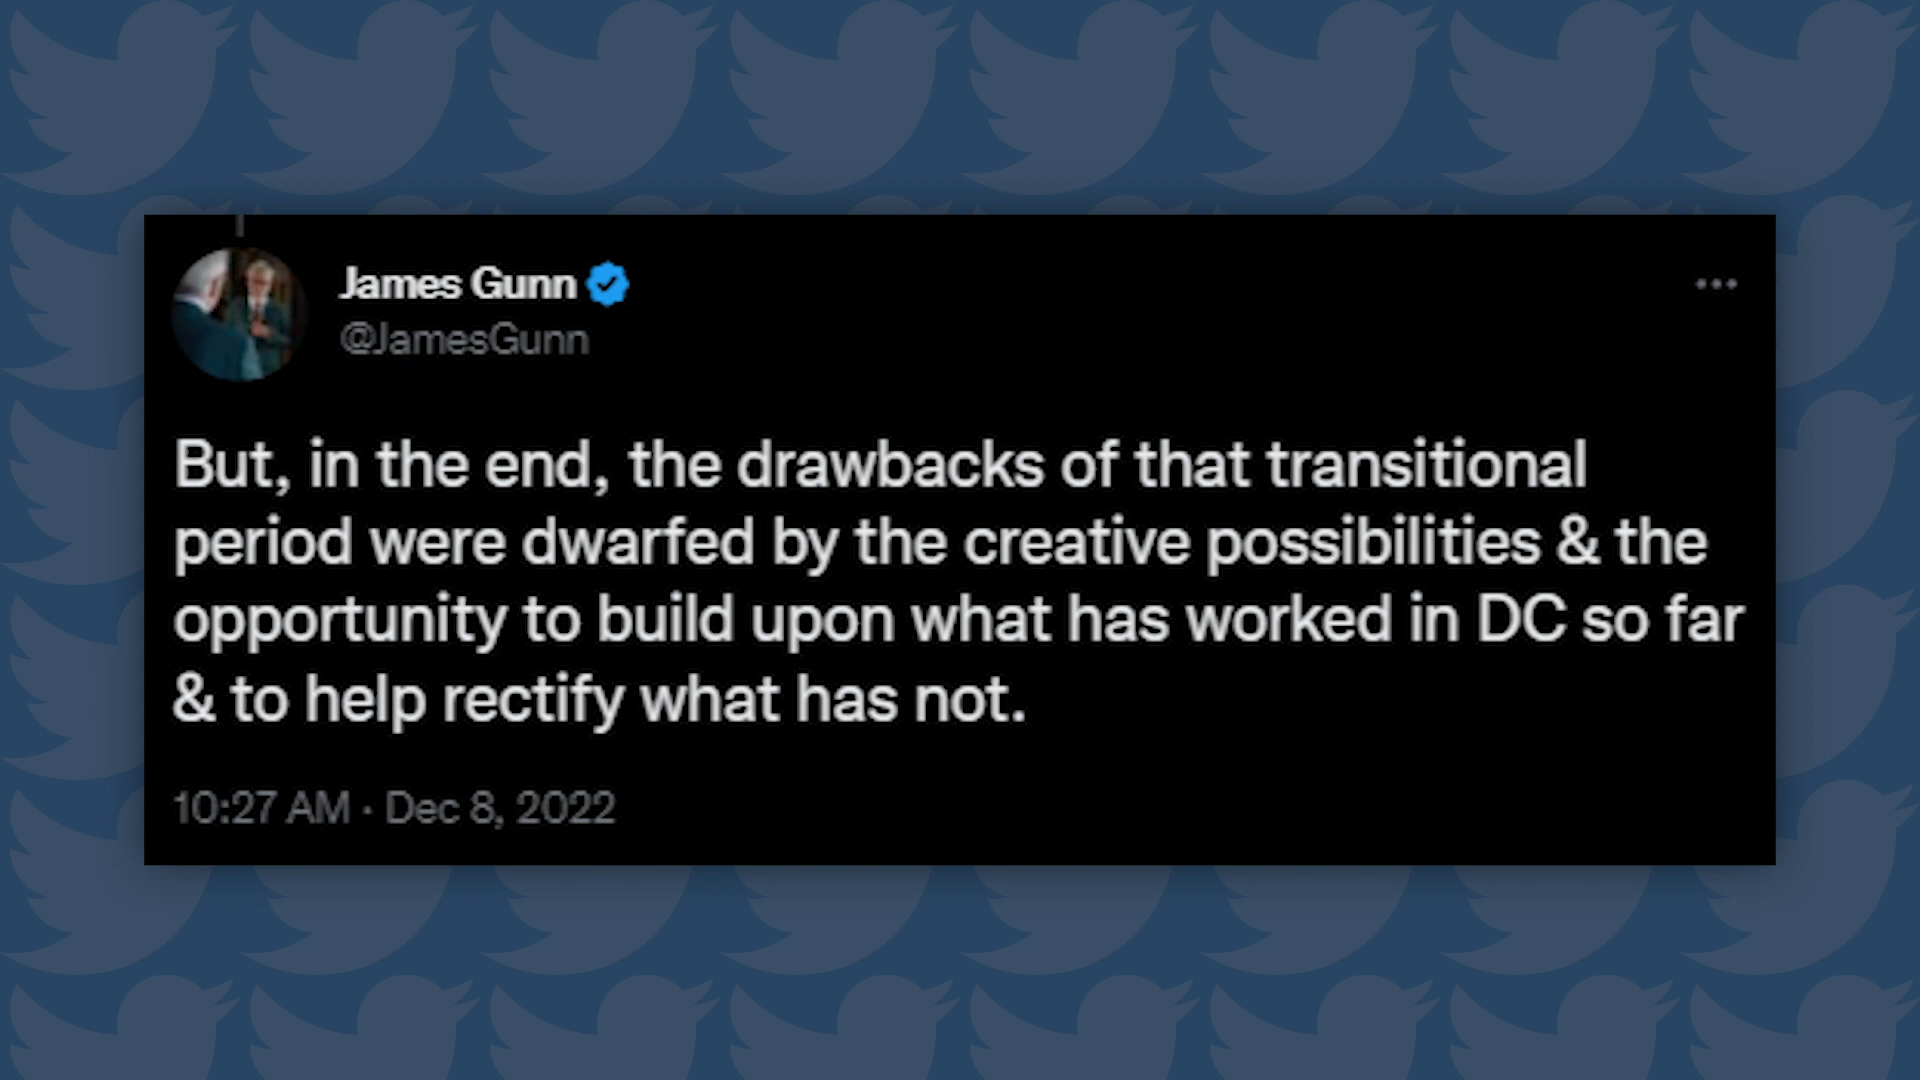 James Gunn
@JamesGunn
But, in the end, the drawbacks of that transitional
period were dwarfed by the creative possibilities & the
opportunity to build upon what has worked in DC so far
& to help rectify what has not.
10:27 AM · Dec 8, 2022